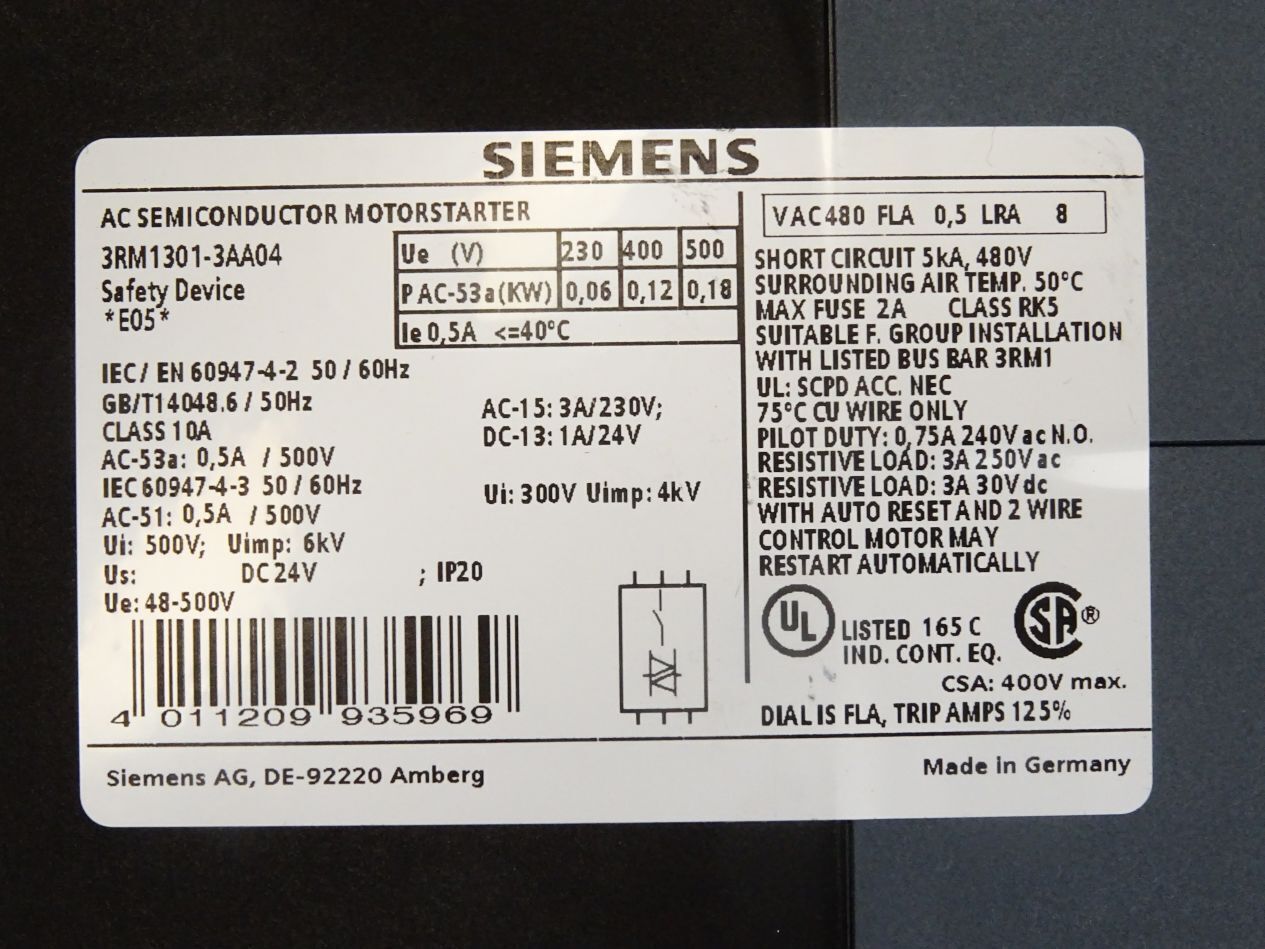 SIEMENS
AC SEMICONDUCTOR MOTORSTARTER
3RM1301-3AA04
Safety Device
*E05*
Ue (V) 230 400 500
P AC-53a(KW) 0,06 0,12 0,18
Ie 0,5A <=40°C
IEC/ EN 60947-4-2 50 / 60Hz
GB/T14048.6 / 50Hz
CLASS 10A
AC-53a: 0,5A / 500V
IEC60947-4-3 50 / 60Hz
AC-51: 0,5A / 500V
Ui: 500V; Uimp: 6kV
Us: DC 24V ; IP20
Ue: 48-500V
AC-15: 3A/230V;
DC-13: 1A/24V
Ui: 300V Uimp: 4kV
4 011209 935969
VAC480 FLA 0,5 LRA 8
SHORT CIRCUIT 5kA, 480V
SURROUNDING AIR TEMP. 50°C
MAX FUSE 2A CLASS RK5
SUITABLE F. GROUP INSTALLATION
WITH LISTED BUS BAR 3RM1
UL: SCPD ACC. NEC
75°C CU WIRE ONLY
PILOT DUTY: 0,75A 240V ac N.O.
RESISTIVE LOAD: 3A 250V ac
RESISTIVE LOAD: 3A 30V dc
WITH AUTO RESET AND 2 WIRE
CONTROL MOTOR MAY
RESTART AUTOMATICALLY
UL LISTED 165 C
IND. CONT. EQ.
SA®
CSA: 400V max.
DIAL IS FLA, TRIP AMPS 125%
Siemens AG, DE-92220 Amberg
Made in Germany